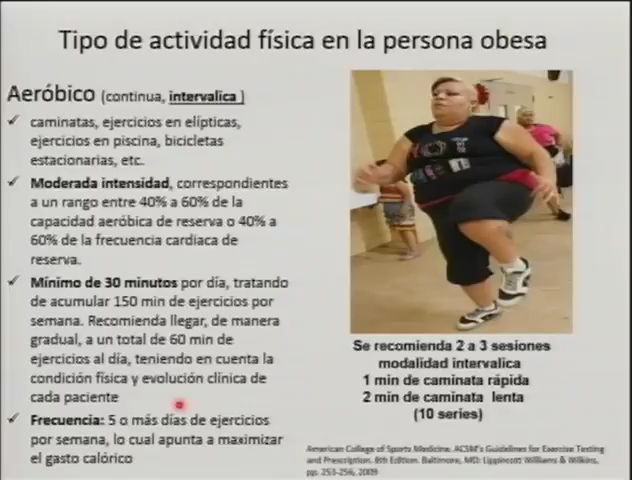 Tipo de actividad física en la persona obesa
Aeróbico (continua, intervalica )
✓ caminatas, ejercicios en elípticas,
ejercicios en piscina, bicicletas
estacionarias, etc.
✓ Moderada intensidad, correspondientes
a un rango entre 40% a 60% de la
capacidad aeróbica de reserva o 40% a
60% de la frecuencia cardiaca de
reserva.
✓ Mínimo de 30 minutos por día, tratando
de acumular 150 min de ejercicios por
semana. Recomienda llegar, de manera
gradual, a un total de 60 min de
ejercicios al día, teniendo en cuenta la
condición física y evolución clínica de
cada paciente
✓ Frecuencia: 5 o más días de ejercicios
por semana, lo cual apunta a maximizar
el gasto calórico
Se recomienda 2 a 3 sesiones
modalidad intervalica
1 min de caminata rápida
2 min de caminata lenta
(10 series)
American College of Sports Medicine. ACSM's Guidelines for Exercise Testing
and Prescription. 8th Edition. Baltimore, MD: Lippincott Williams & Wilkins,
pp. 253-256, 2009